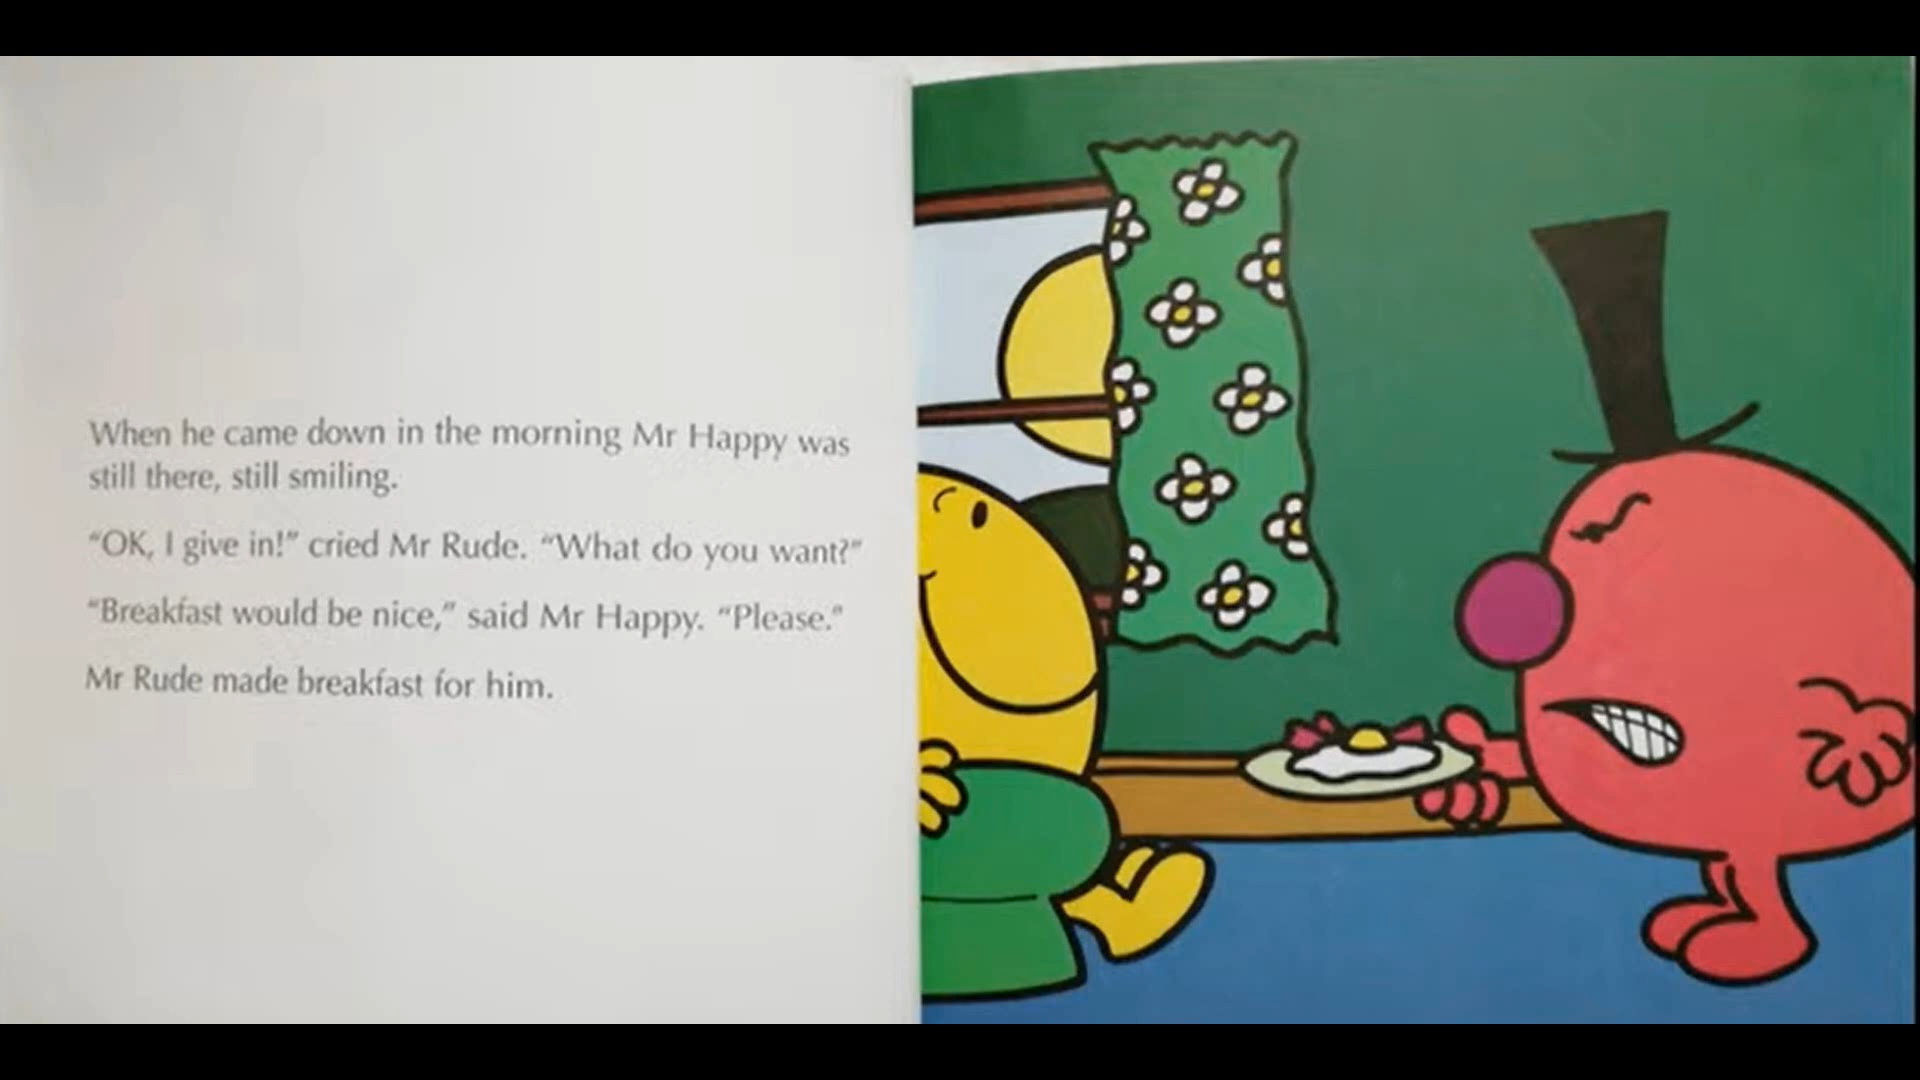 When he came down in the morning Mr Happy was
still there, still smiling.
“OK, I give in!” cried Mr Rude. “What do you want?”
“Breakfast would be nice,” said Mr Happy. “Please.”
Mr Rude made breakfast for him.